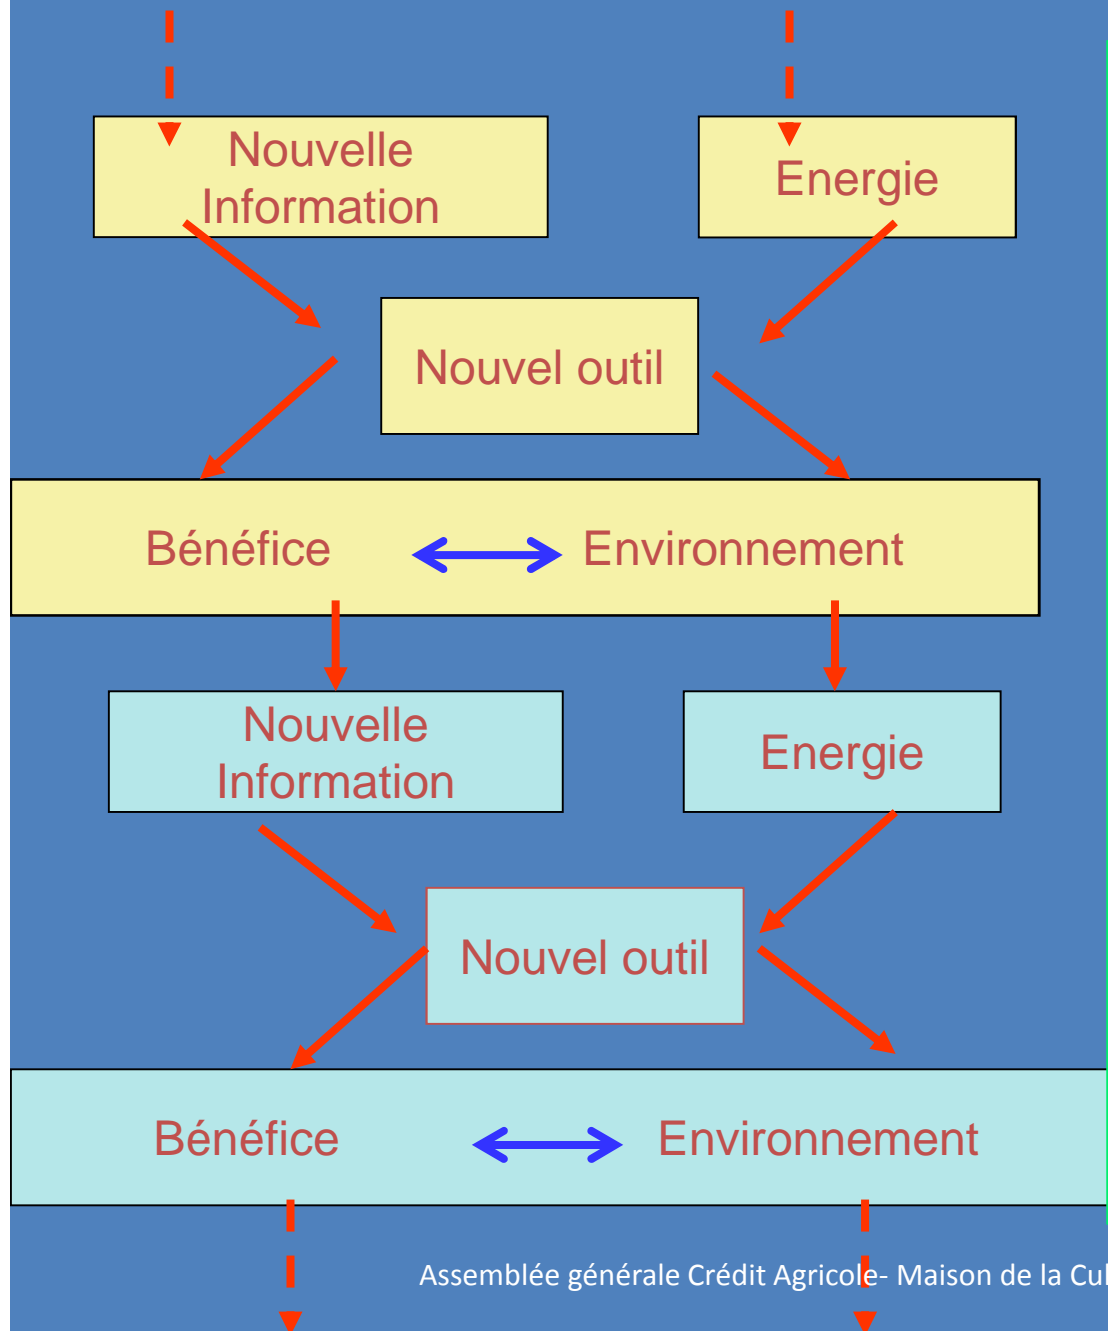 Nouvelle
Information
Energie
Nouvel outil
Bénéfice
Environnement
Nouvelle
Information
Energie
Nouvel outil
Bénéfice
Environnement
Assemblée générale Crédit Agricole- Maison de la Cul